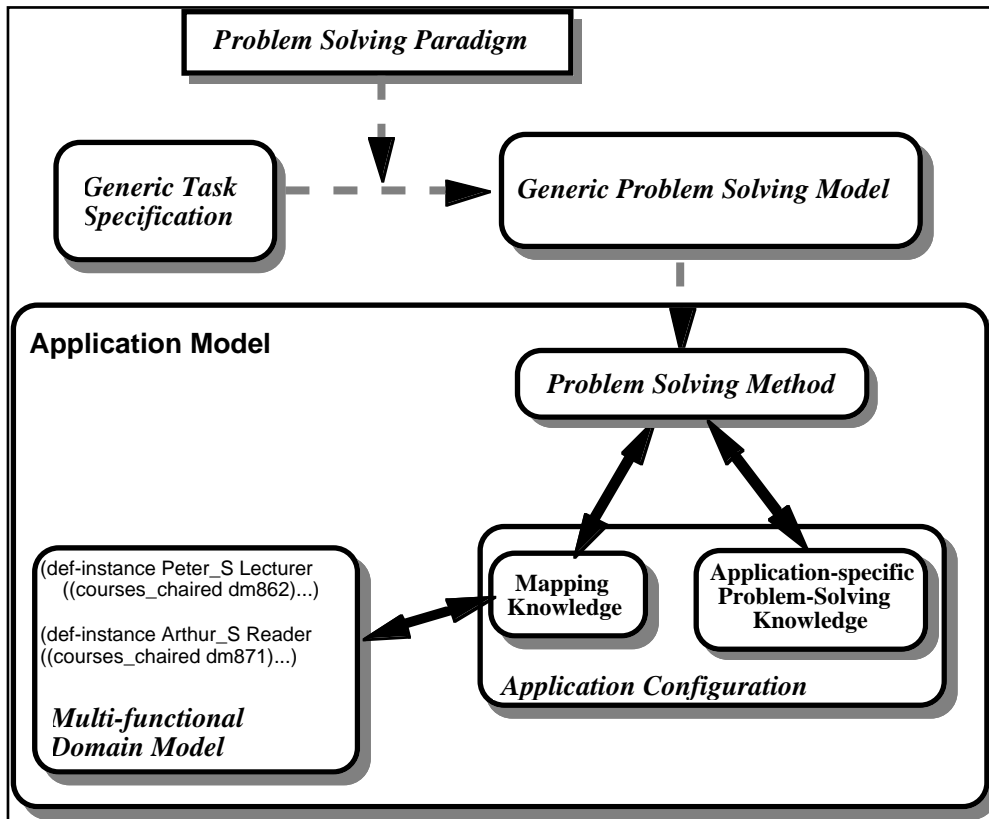 Problem Solving Paradigm
Generic Task
Specification
Generic Problem Solving Model
Application Model
Problem Solving Method
(def-instance Peter_S Lecturer
((courses_chaired dm862)...)
(def-instance Arthur_S Reader
((courses_chaired dm871)...)
Multi-functional
Domain Model
Mapping
Knowledge
Application-specific
Problem-Solving
Knowledge
Application Configuration